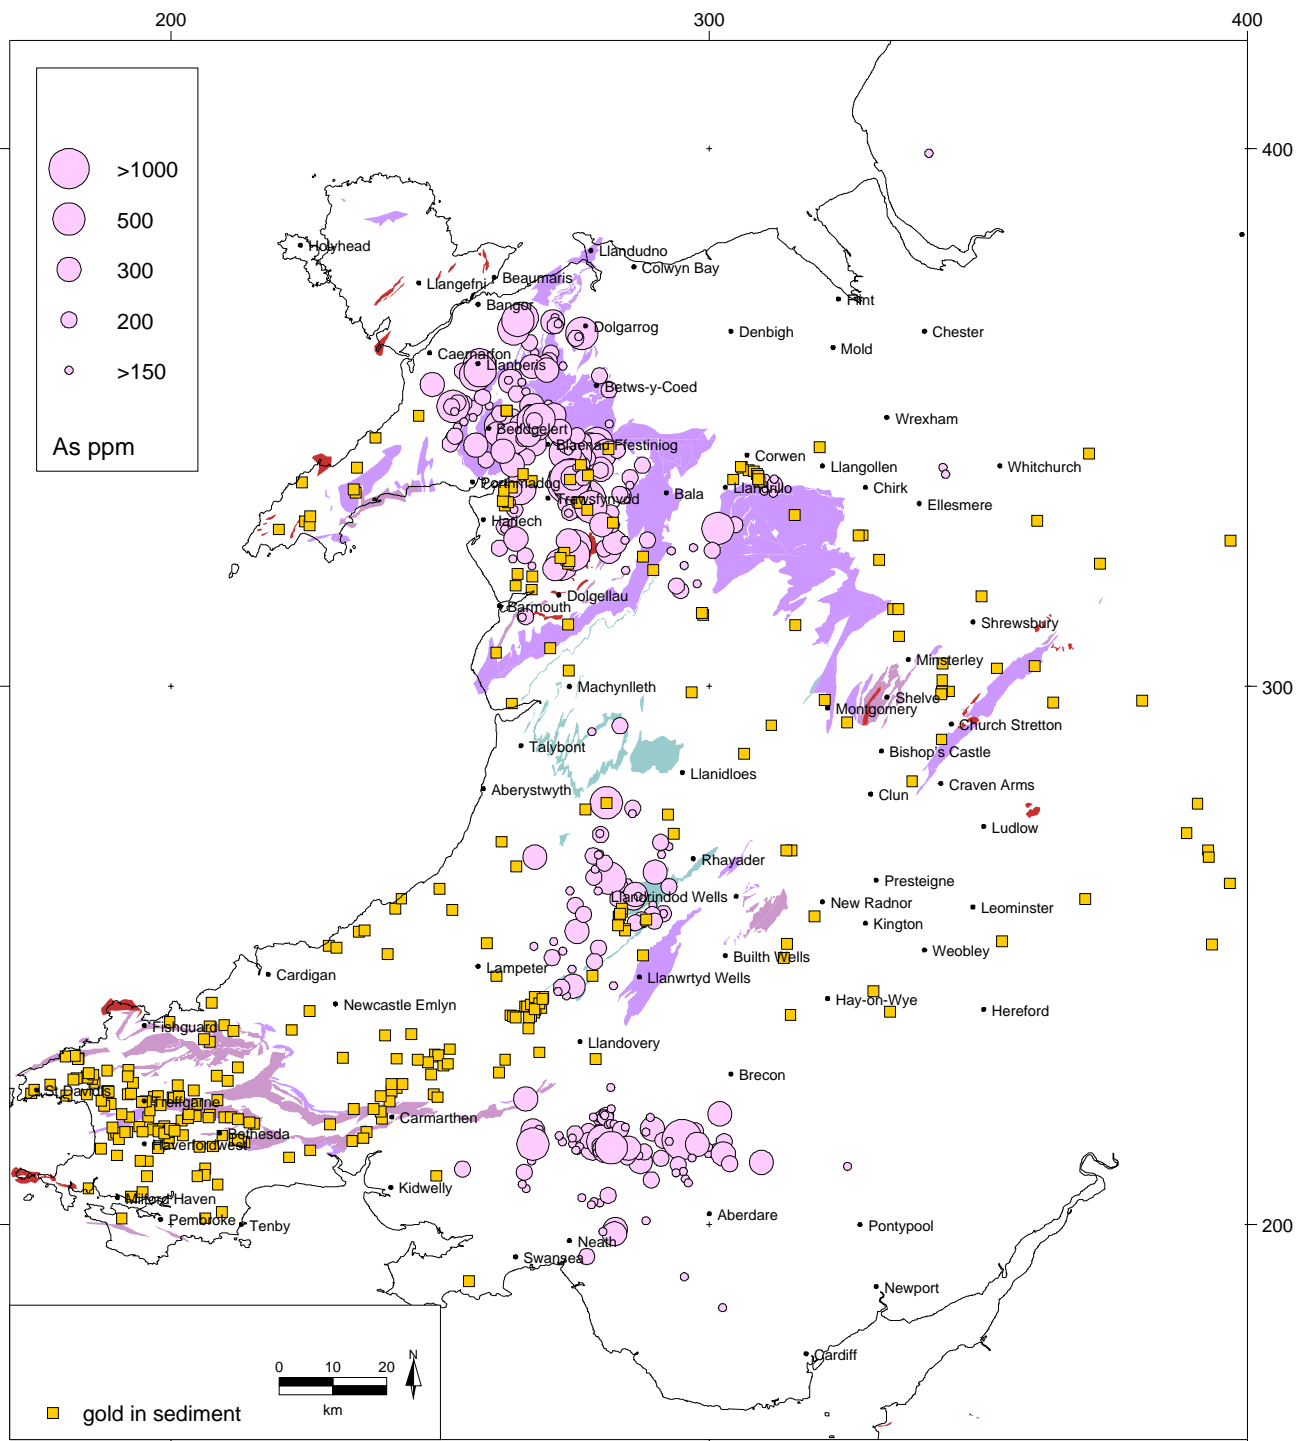 200
300
400
>1000
500
300
200
>150
As ppm
400
Holyhead
Llandudno
Colwyn Bay
Llangefni
Beaumaris
Bangor
Flint
Dolgarrog
Denbigh
Chester
Caernarfon
Mold
Llanberis
Betws-y-Coed
Wrexham
Beddgelert
Blaenau Ffestiniog
Corwen
Llangollen
Whitchurch
Porthmadog
Bala
Llandrillo
Chirk
Trawsfynydd
Ellesmere
Harlech
Dolgellau
Barmouth
Shrewsbury
Minsterley
Machynlleth
300
Shelve
Montgomery
Church Stretton
Talybont
Bishop's Castle
Llanidloes
Aberystwyth
Craven Arms
Clun
Ludlow
Rhayader
Presteigne
Llandrindod Wells
New Radnor
Leominster
Kington
Weobley
Builth Wells
Lampeter
Cardigan
Llanwrtyd Wells
Newcastle Emlyn
Hay-on-Wye
Hereford
Fishguard
Llandovery
Brecon
St Davids
Treffgarne
Carmarthen
Bethesda
Haverfordwest
Kidwelly
Milford Haven
Pembroke
Tenby
Aberdare
Pontypool
200
Neath
Swansea
Newport
Cardiff
0 10 20
N
km
gold in sediment